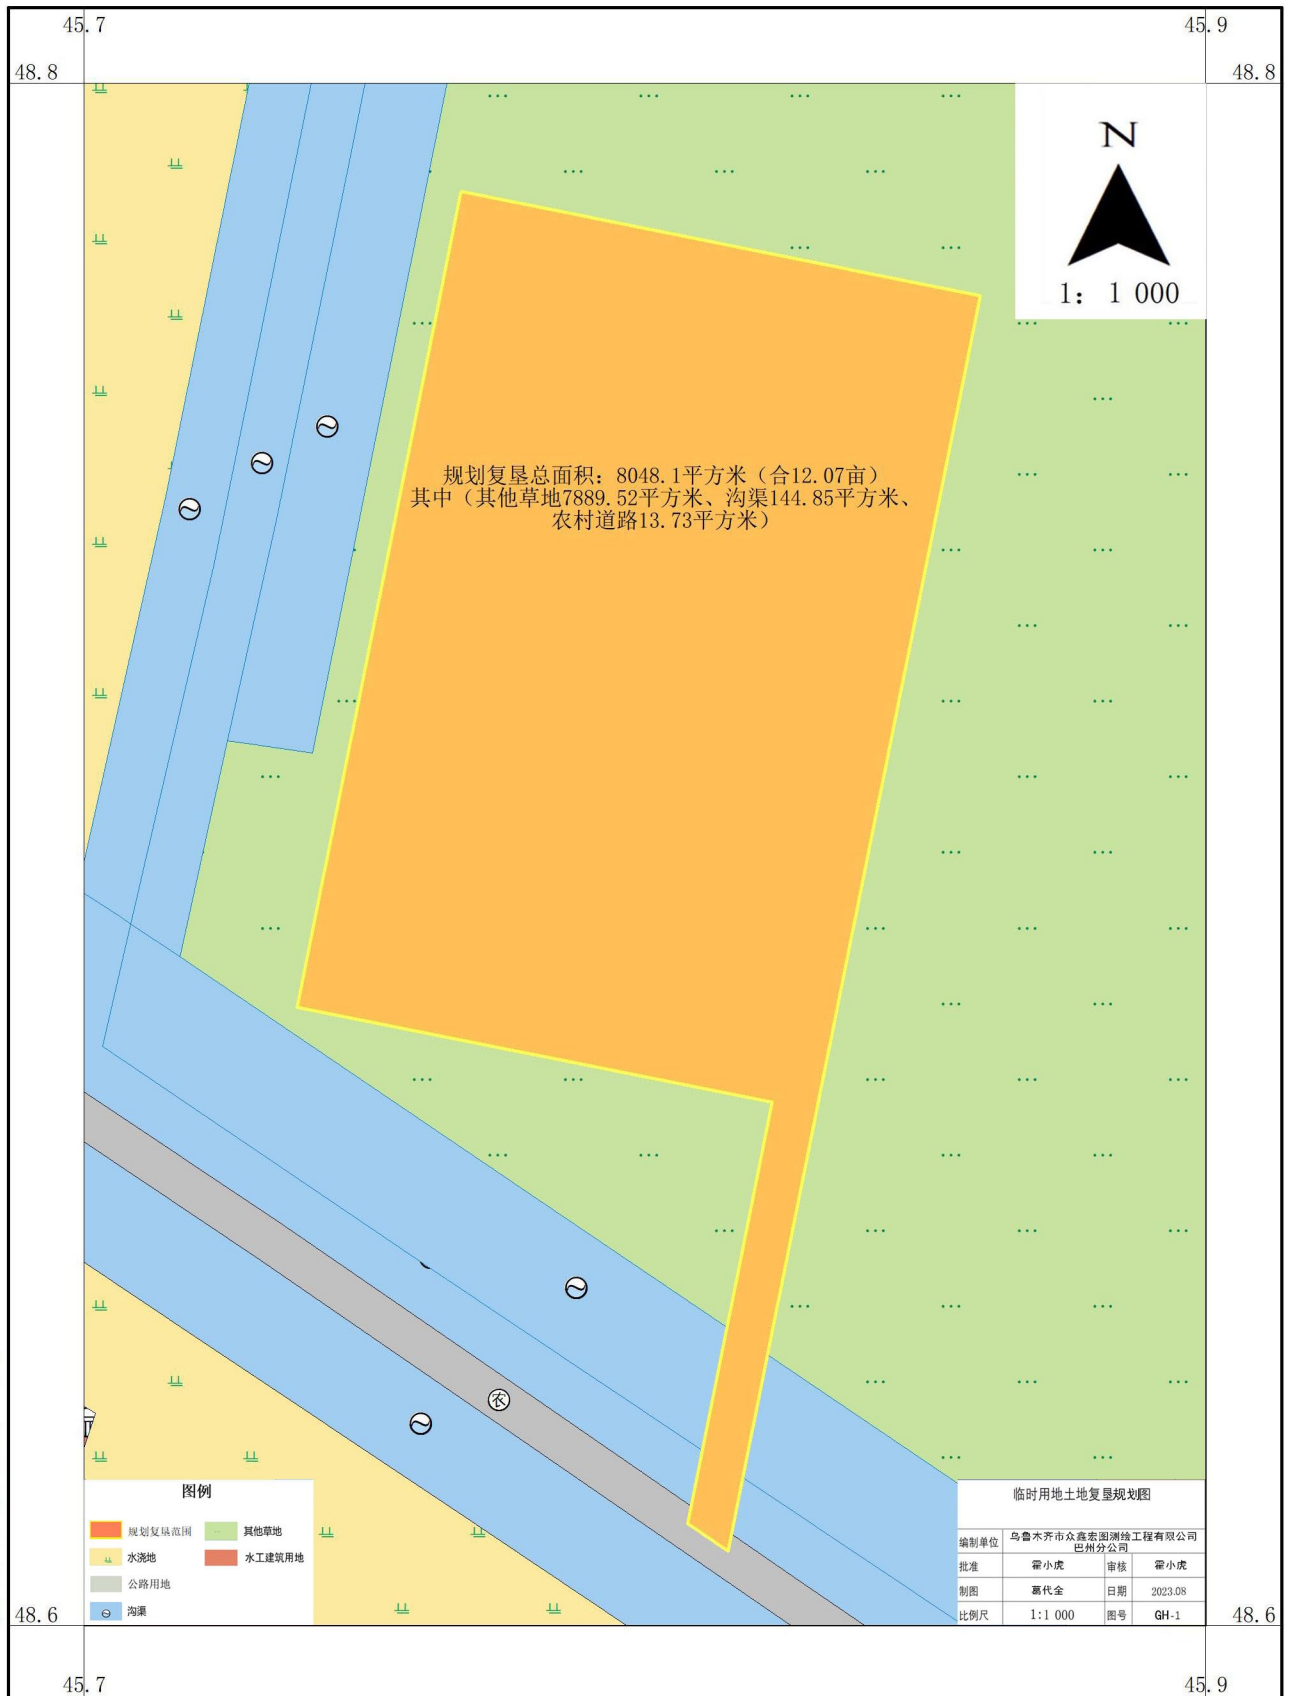 45.7
45.9
48.8
48.8
N
1: 1 000
规划复垦总面积: 8048.1平方米（合12.07亩）
其中（其他草地7889.52平方米、沟渠144.85平方米、
农村道路13.73平方米）
农
图例
规划复垦范围
其他草地
水浇地
水工建筑用地
公路用地
沟渠
临时用地土地复垦规划图
编制单位
乌鲁木齐市众鑫宏图测绘工程有限公司
巴州分公司
批准
霍小虎
审核
霍小虎
制图
葛代全
日期
2023.08
比例尺
1:1 000
图号
GH-1
48.6
48.6
45.7
45.9